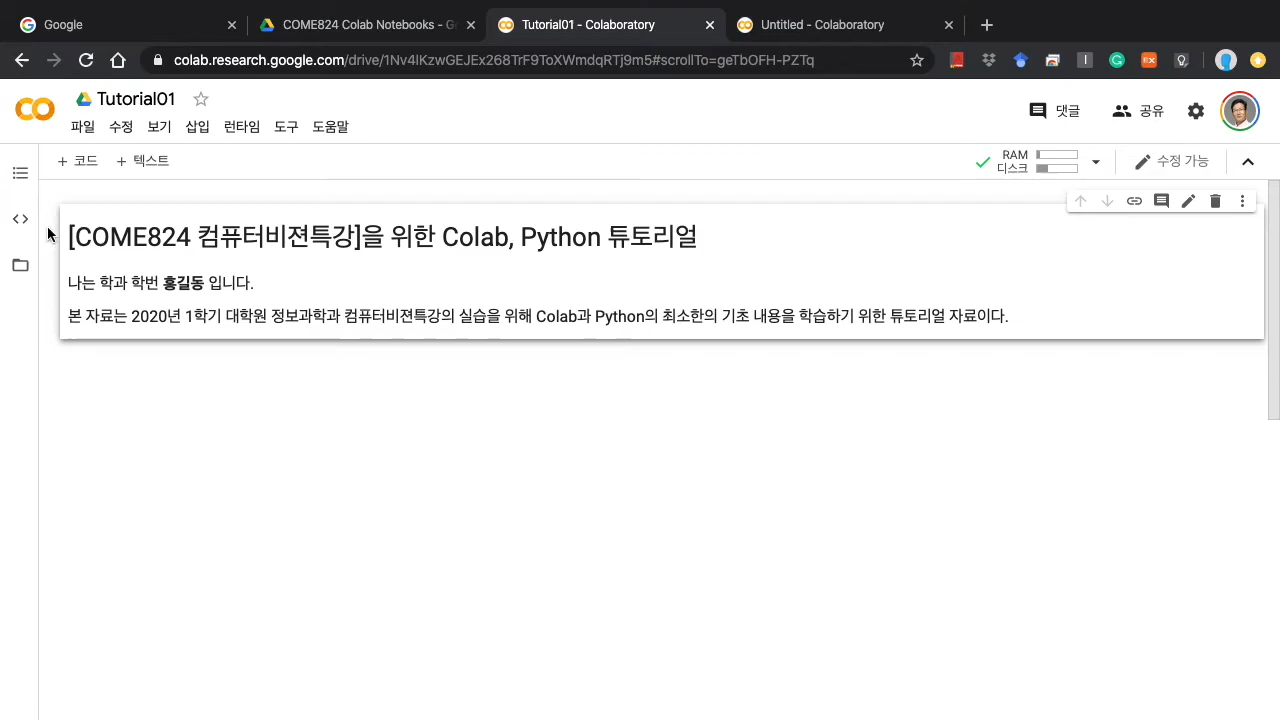 Google
COME824 Colab Notebooks - G
Tutorial01 - Colaboratory
Untitled - Colaboratory
colab.research.google.com/drive/1Nv4lKzwGEJEx268TrF9ToXWmdqRTj9m5#scrollTo=geTbOFH-PZTq
Tutorial01
파일 수정 보기 삽입 런타임 도구 도움말
댓글 공유
+ 코드 + 텍스트
RAM
디스크
수정 가능
[COME824 컴퓨터비젼특강]을 위한 Colab, Python 튜토리얼
나는 학과 학번 홍길동 입니다.
본 자료는 2020년 1학기 대학원 정보과학과 컴퓨터비젼특강의 실습을 위해 Colab과 Python의 최소한의 기초 내용을 학습하기 위한 튜토리얼 자료이다.